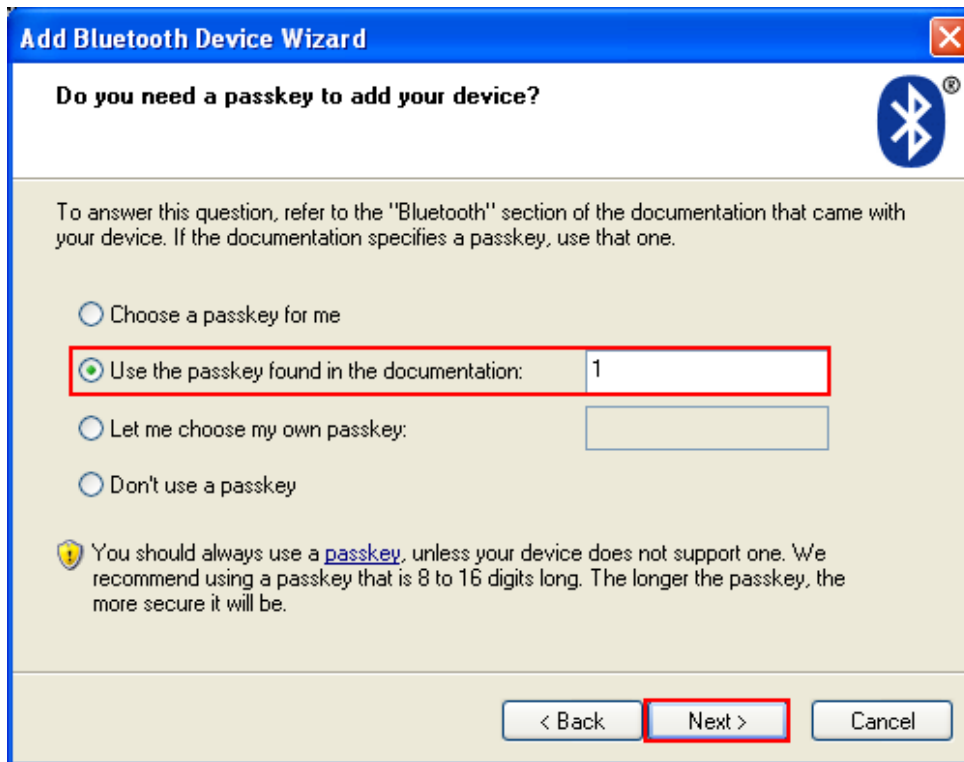 Add Bluetooth Device Wizard
Do you need a passkey to add your device?
®
To answer this question, refer to the "Bluetooth" section of the documentation that came with
your device. If the documentation specifies a passkey, use that one.
Choose a passkey for me
Use the passkey found in the documentation: 1
Let me choose my own passkey:
Don't use a passkey
You should always use a passkey, unless your device does not support one. We
recommend using a passkey that is 8 to 16 digits long. The longer the passkey, the
more secure it will be.
< Back Next > Cancel